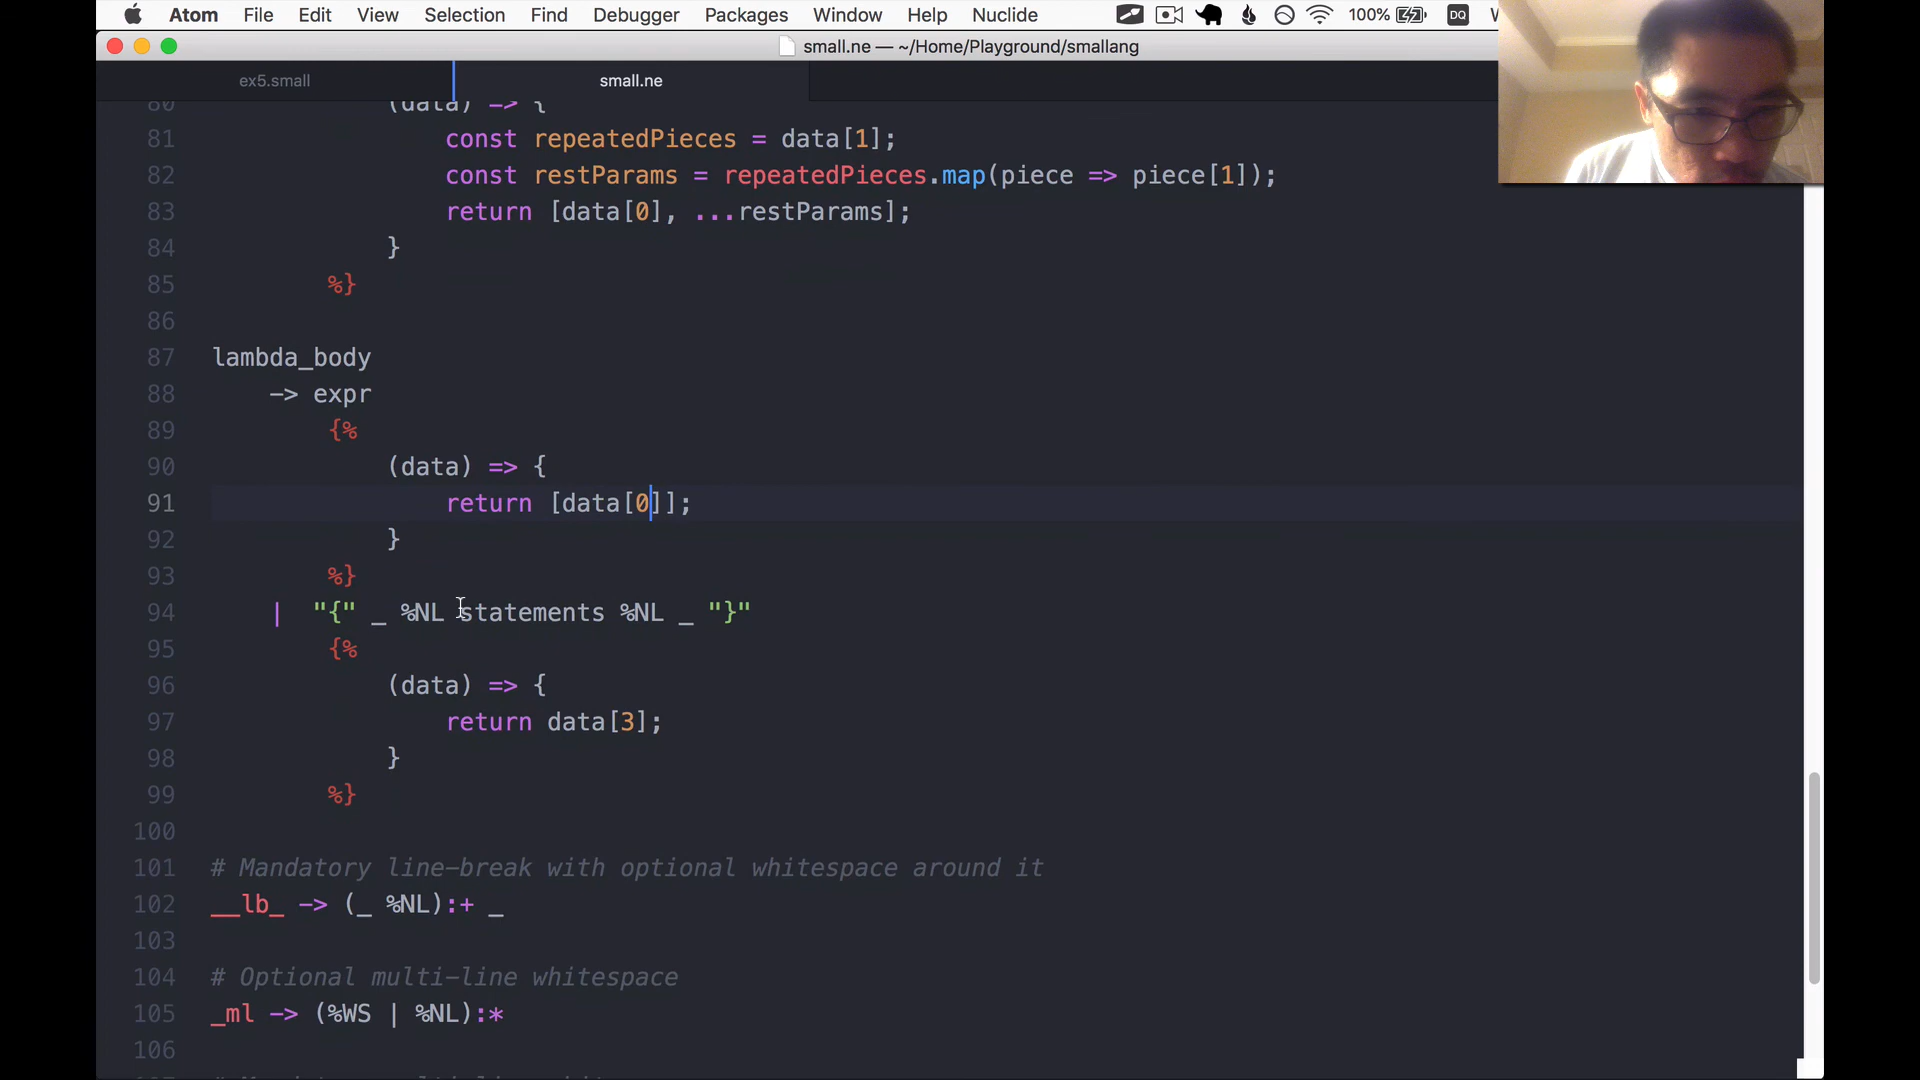 Atom File Edit View Selection Find Debugger Packages Window Help Nuclide 100% DQ
small.ne — ~/Home/Playground/smallang
ex5.small small.ne
80 (data) => {
81 const repeatedPieces = data[1];
82 const restParams = repeatedPieces.map(piece => piece[1]);
83 return [data[0], ...restParams];
84 }
85 %}
86
87 lambda_body
88 -> expr
89 {%
90 (data) => {
91 return [data[0]];
92 }
93 %}
94 | "{" _ %NL statements %NL _ "}"
95 {%
96 (data) => {
97 return data[3];
98 }
99 %}
100
101 # Mandatory line-break with optional whitespace around it
102 __lb_ -> (_ %NL):+ _
103
104 # Optional multi-line whitespace
105 _ml -> (%WS | %NL):*
106